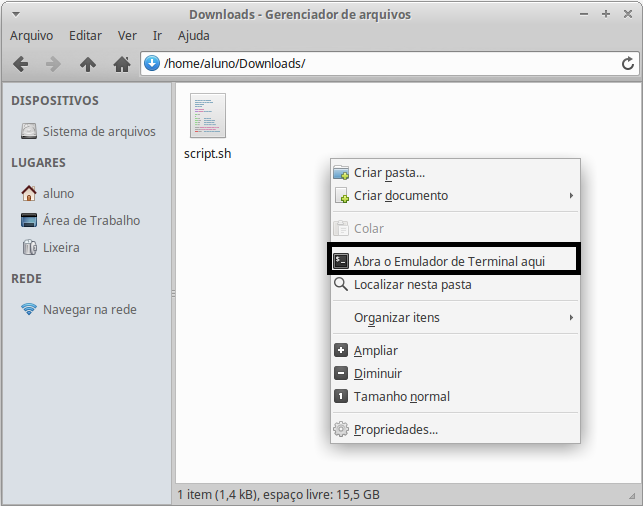 Downloads - Gerenciador de arquivos
Arquivo Editar Ver Ir Ajuda
/home/aluno/Downloads/
DISPOSITIVOS
Sistema de arquivos
LUGARES
aluno
Área de Trabalho
Lixeira
REDE
Navegar na rede
script.sh
Criar pasta...
Criar documento
Colar
Abra o Emulador de Terminal aqui
Localizar nesta pasta
Organizar itens
Ampliar
Diminuir
Tamanho normal
Propriedades...
1 item (1,4 kB), espaço livre: 15,5 GB